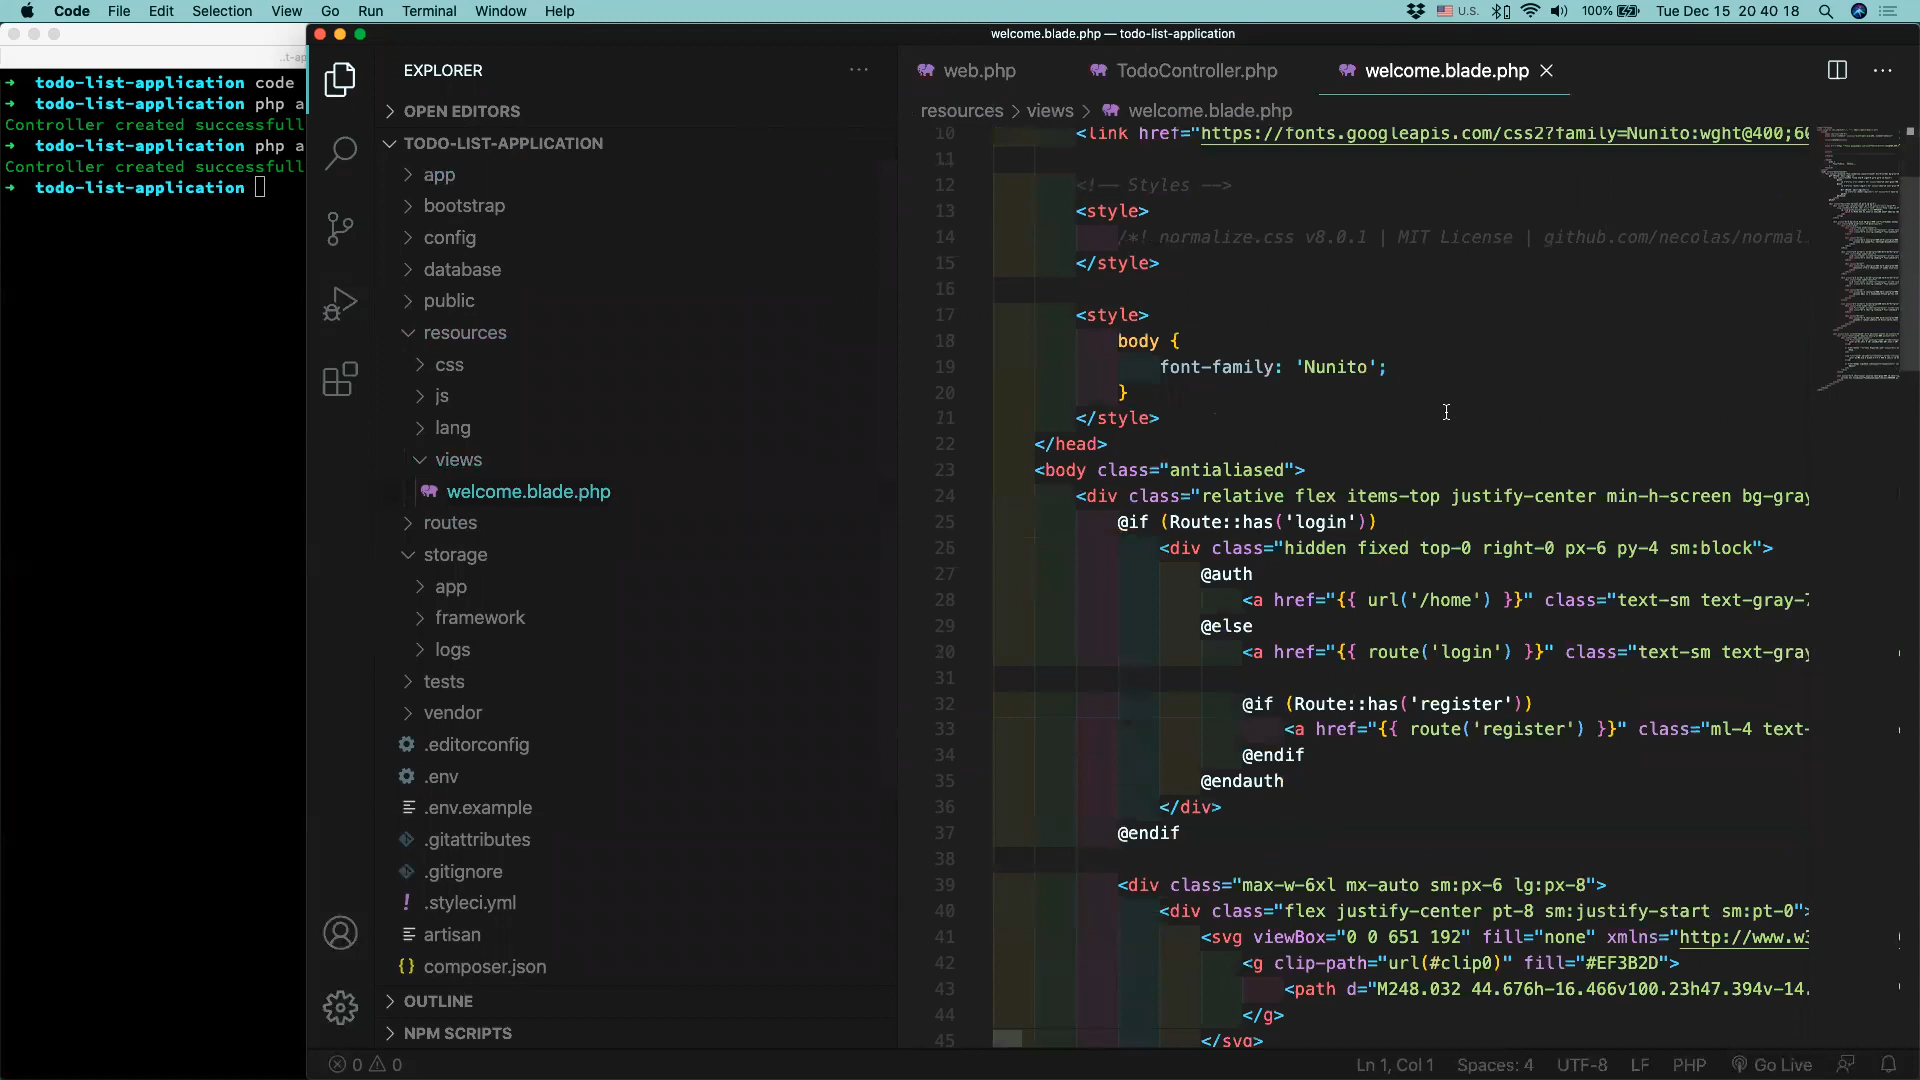 Code File Edit Selection View Go Run Terminal Window Help U.S. 100% Tue Dec 15 20 40 18
welcome.blade.php — todo-list-application
..t-ap
➜ todo-list-application code
➜ todo-list-application php a
Controller created successfull
➜ todo-list-application php a
Controller created successfull
➜ todo-list-application
EXPLORER
OPEN EDITORS
TODO-LIST-APPLICATION
app
bootstrap
config
database
public
resources
css
js
lang
views
welcome.blade.php
routes
storage
app
framework
logs
tests
vendor
.editorconfig
.env
.env.example
.gitattributes
.gitignore
! .styleci.yml
artisan
{} composer.json
OUTLINE
NPM SCRIPTS
web.php TodoController.php welcome.blade.php
resources > views > welcome.blade.php
10 <link href="https://fonts.googleapis.com/css2?family=Nunito:wght@400;60
11
12 <!-- Styles -->
13 <style>
14 /*! normalize.css v8.0.1 | MIT License | github.com/necolas/normal.
15 </style>
16
17 <style>
18 body {
19 font-family: 'Nunito';
20 }
21 </style>
22 </head>
23 <body class="antialiased">
24 <div class="relative flex items-top justify-center min-h-screen bg-gray
25 @if (Route::has('login'))
26 <div class="hidden fixed top-0 right-0 px-6 py-4 sm:block">
27 @auth
28 <a href="{{ url('/home') }}" class="text-sm text-gray-7
29 @else
20 <a href="{{ route('login') }}" class="text-sm text-gray
31
32 @if (Route::has('register'))
33 <a href="{{ route('register') }}" class="ml-4 text-
34 @endif
35 @endauth
36 </div>
37 @endif
38
39 <div class="max-w-6xl mx-auto sm:px-6 lg:px-8">
40 <div class="flex justify-center pt-8 sm:justify-start sm:pt-0">
41 <svg viewBox="0 0 651 192" fill="none" xmlns="http://www.w3
42 <g clip-path="url(#clip0)" fill="#EF3B2D">
43 <path d="M248.032 44.676h-16.466v100.23h47.394v-14.
44 </g>
45 </svg>
0 0 Ln 1, Col 1 Spaces: 4 UTF-8 LF PHP Go Live